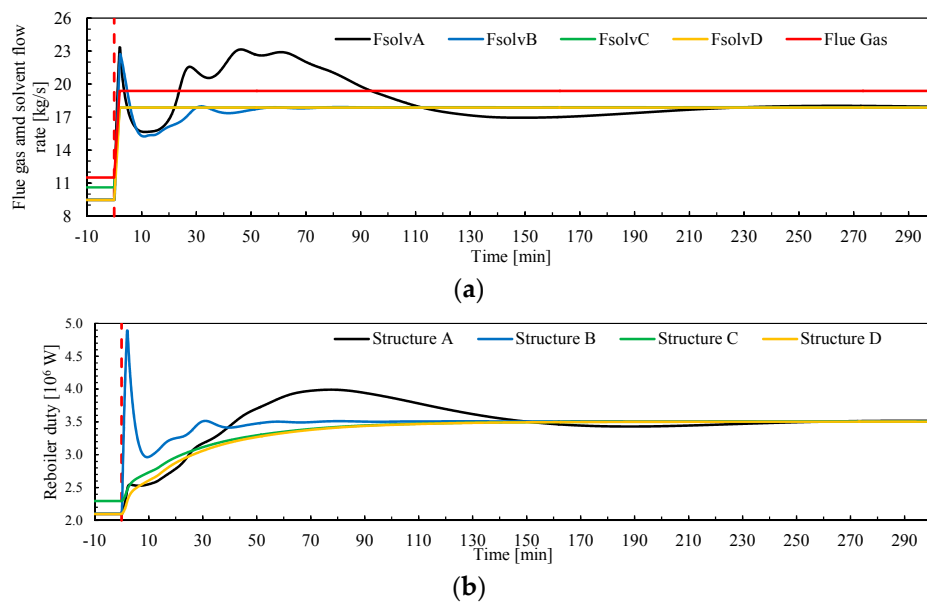 (a)
26
23
20
17
14
11
8
Flue gas amd solvent flow
rate [kg/s]
FsolvA FsolvB FsolvC FsolvD Flue Gas
-10 10 30 50 70 90 110 130 150 170 190 210 230 250 270 290
Time [min]
(a)
5.0
4.5
4.0
3.5
3.0
2.5
2.0
Reboiler duty [10⁶ W]
Structure A Structure B Structure C Structure D
-10 10 30 50 70 90 110 130 150 170 190 210 230 250 270 290
Time [min]
(b)